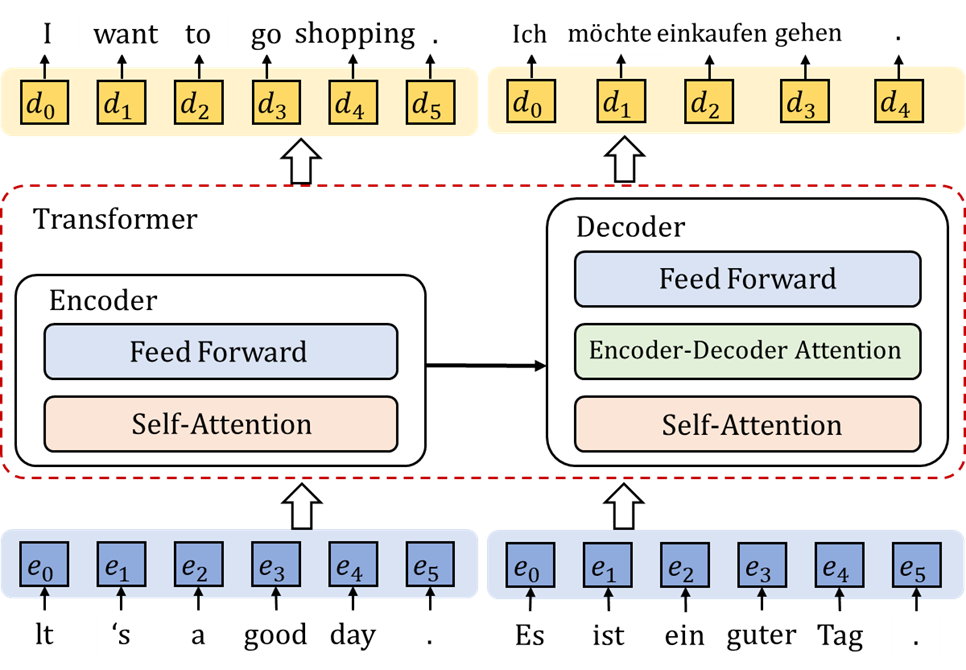 I want to go shopping . Ich möchte einkaufen gehen .
d0 d1 d2 d3 d4 d5 d0 d1 d2 d3 d4
Transformer
Decoder
Feed Forward
Encoder-Decoder Attention
Self-Attention
Encoder
Feed Forward
Self-Attention
e0 e1 e2 e3 e4 e5 e0 e1 e2 e3 e4 e5
lt ‘s a good day . Es ist ein guter Tag .